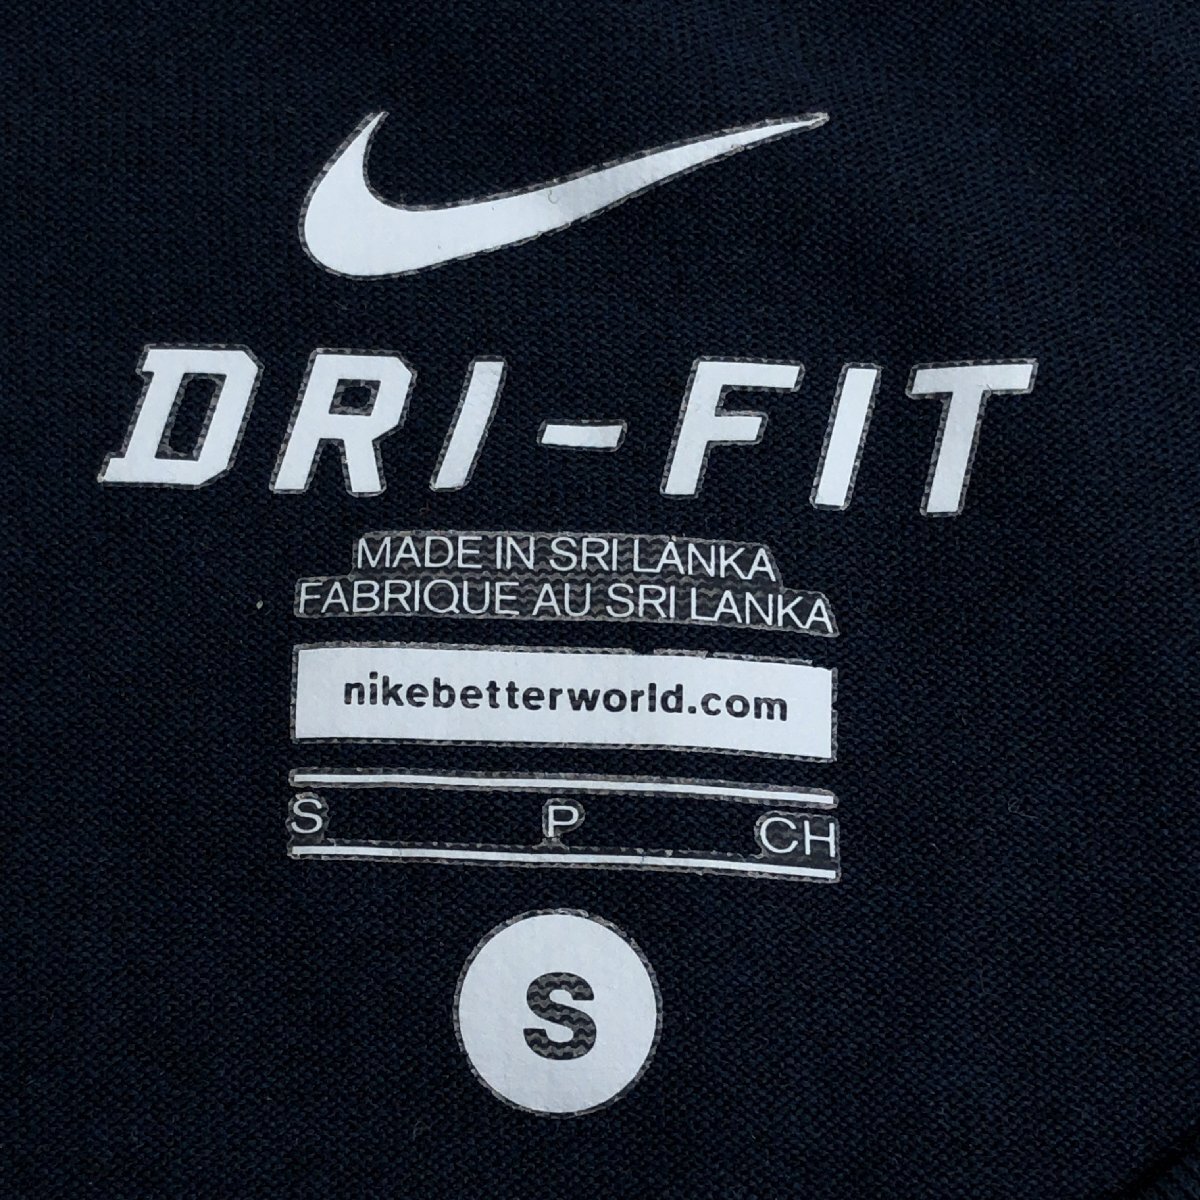 DRI-FIT
MADE IN SRI LANKA
FABRIQUE AU SRI LANKA
nikebetterworld.com
S P CH
S